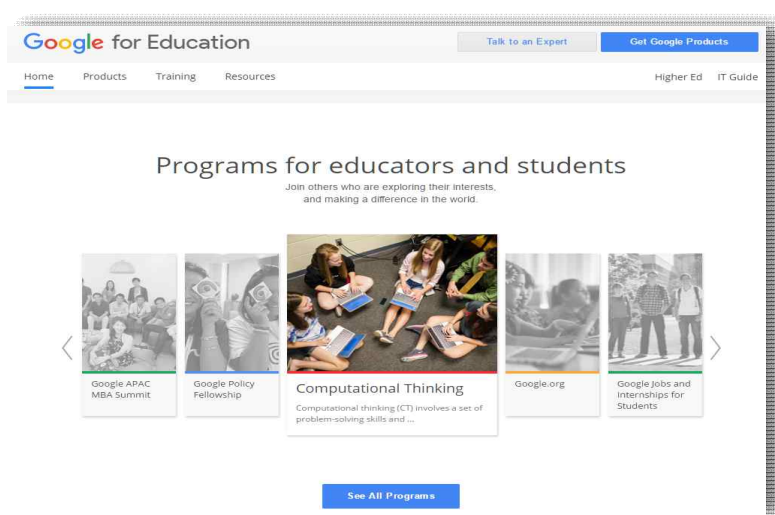 Google for Education
Talk to an Expert
Get Google Products
Home Products Training Resources
Higher Ed IT Guide
Programs for educators and students
Join others who are exploring their interests,
and making a difference in the world.
Google APAC
MBA Summit
Google Policy
Fellowship
Computational Thinking
Computational thinking (CT) involves a set of
problem-solving skills and ...
Google.org
Google Jobs and
Internships for
Students
See All Programs